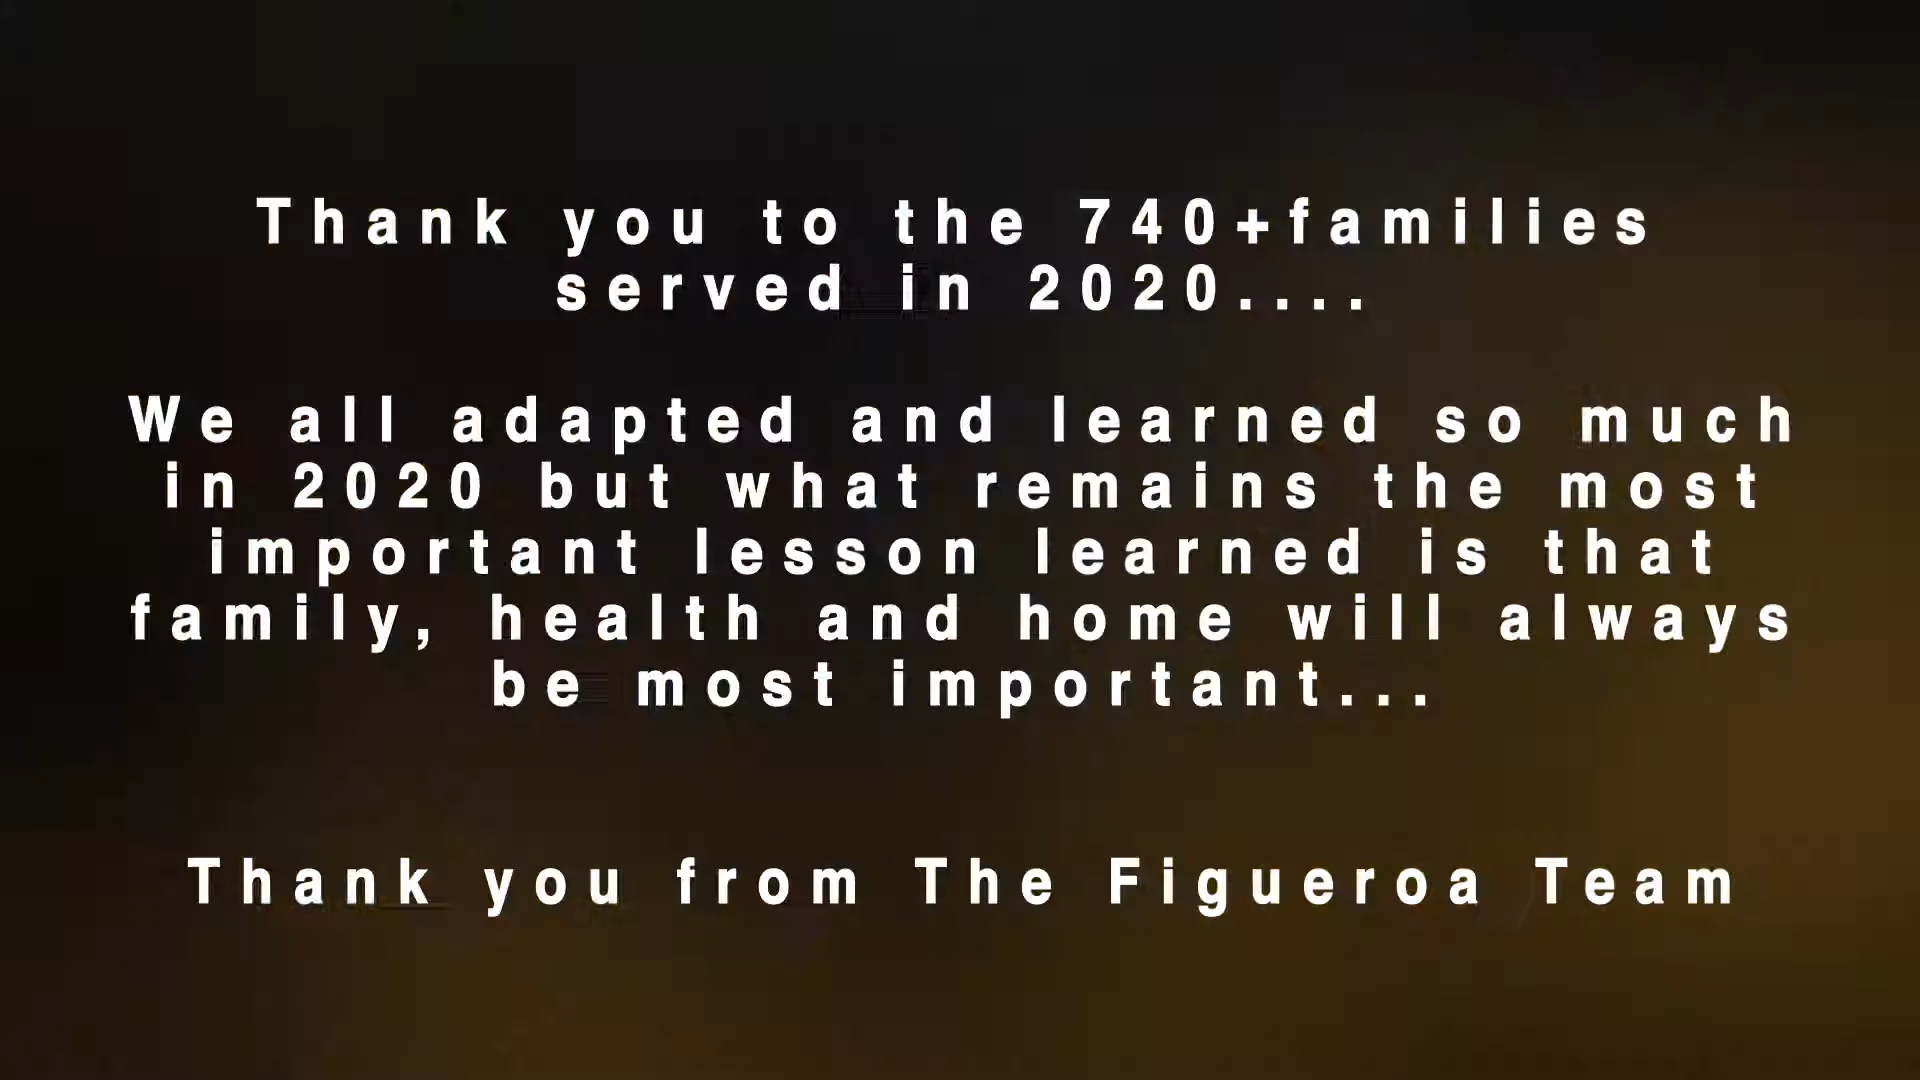 Thank you to the 740+families
served in 2020....
We all adapted and learned so much
in 2020 but what remains the most
important lesson learned is that
family, health and home will always
be most important...
Thank you from The Figueroa Team